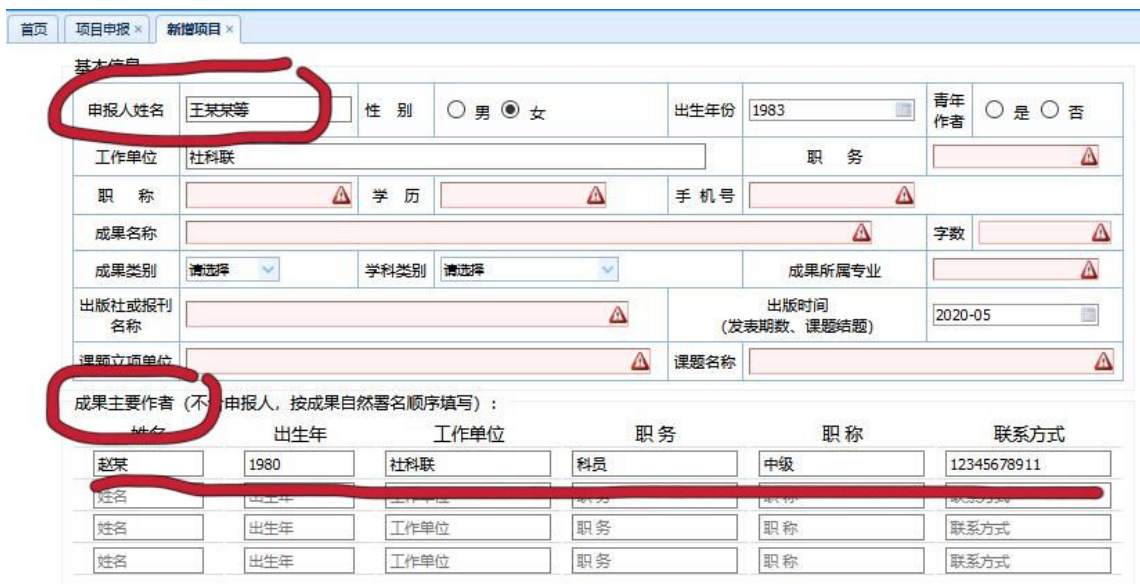 首页 项目申报 × 新增项目 ×
基本信息
申报人姓名 王某某等 性 别 男 女 出生年份 1983 青年作者 是 否
工作单位 社科联 职 务
职 称 学 历 手 机 号
成果名称 字数
成果类别 请选择 学科类别 请选择 成果所属专业
出版社或报刊名称 出版时间(发表期数、课题结题) 2020-05
课题立项单位 课题名称
成果主要作者(不 申报人，按成果自然署名顺序填写)：
姓名 出生年 工作单位 职 务 职 称 联系方式
赵某 1980 社科联 科员 中级 12345678911
姓名 出生年 工作单位 职 务 职 称 联系方式
姓名 出生年 工作单位 职 务 职 称 联系方式
姓名 出生年 工作单位 职 务 职 称 联系方式